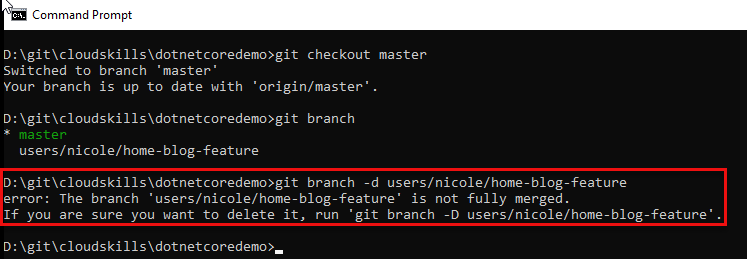 Command Prompt
D:\git\cloudskills\dotnetcoredemo>git checkout master
Switched to branch 'master'
Your branch is up to date with 'origin/master'.
D:\git\cloudskills\dotnetcoredemo>git branch
* master
users/nicole/home-blog-feature
D:\git\cloudskills\dotnetcoredemo>git branch -d users/nicole/home-blog-feature
error: The branch 'users/nicole/home-blog-feature' is not fully merged.
If you are sure you want to delete it, run 'git branch -D users/nicole/home-blog-feature'.
D:\git\cloudskills\dotnetcoredemo>